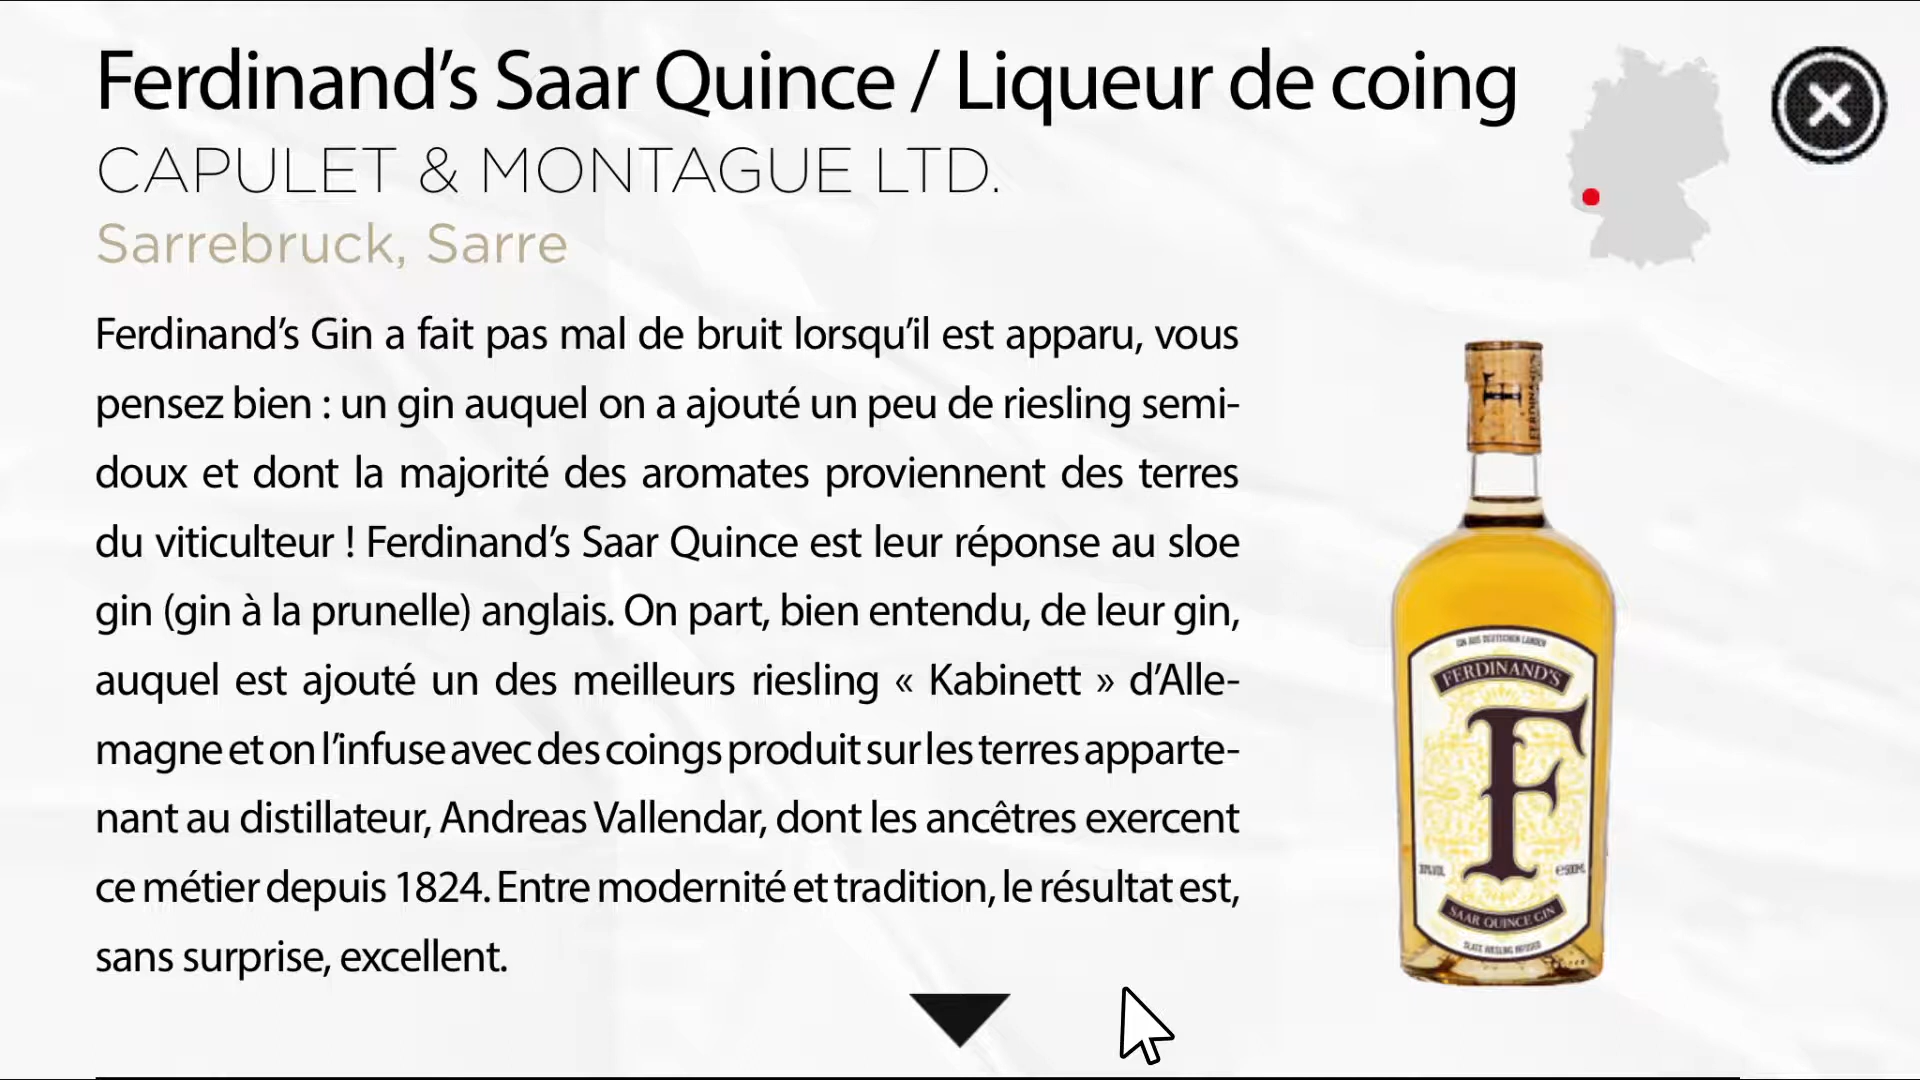 Ferdinand’s Saar Quince / Liqueur de coing
CAPULET & MONTAGUE LTD.
Sarrebruck, Sarre
Ferdinand’s Gin a fait pas mal de bruit lorsqu’il est apparu, vous
pensez bien : un gin auquel on a ajouté un peu de riesling semi-
doux et dont la majorité des aromates proviennent des terres
du viticulteur ! Ferdinand’s Saar Quince est leur réponse au sloe
gin (gin à la prunelle) anglais. On part, bien entendu, de leur gin,
auquel est ajouté un des meilleurs riesling « Kabinett » d’Alle-
magne et on l’infuse avec des coings produit sur les terres apparte-
nant au distillateur, Andreas Vallendar, dont les ancêtres exercent
ce métier depuis 1824. Entre modernité et tradition, le résultat est,
sans surprise, excellent.
F
FERDINAND'S
FERDINAND'S
F
SAAR QUINCE GIN